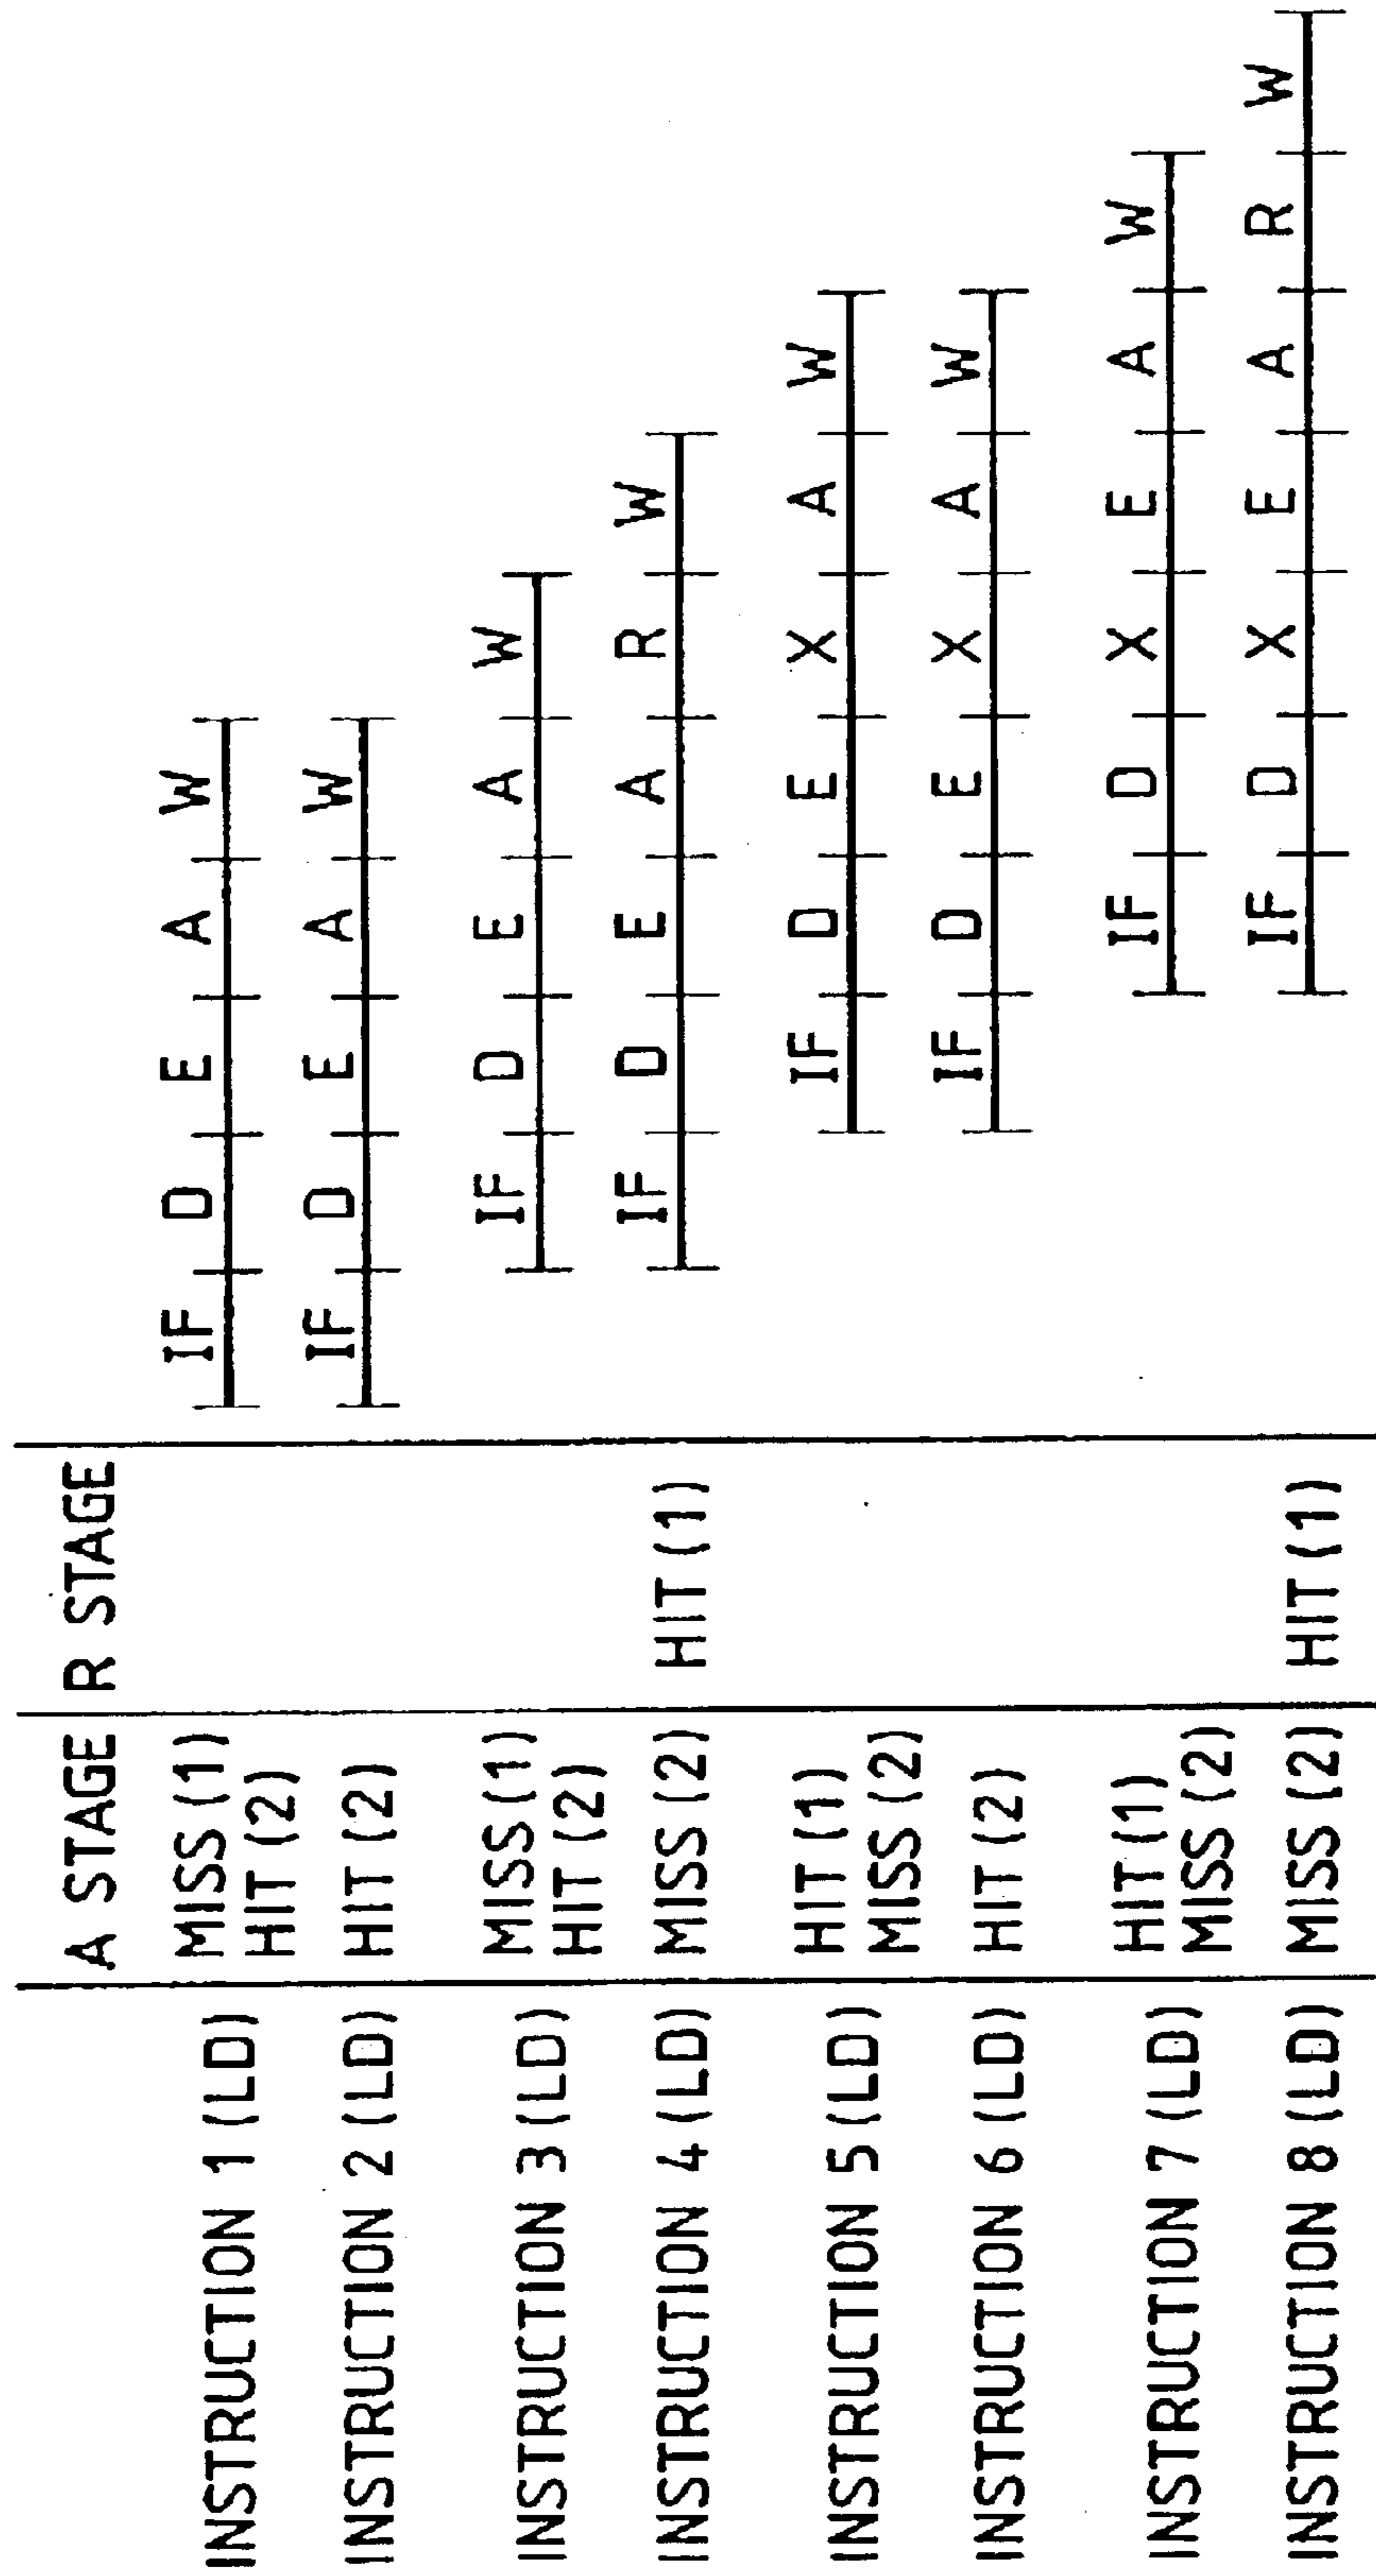 A STAGE R STAGE
INSTRUCTION 1 (LD) MISS (1) IF D E A W
HIT (2)
INSTRUCTION 2 (LD) HIT (2) IF D E A W
INSTRUCTION 3 (LD) MISS (1) IF D E A W
HIT (2)
INSTRUCTION 4 (LD) MISS (2) HIT (1) IF D E A R W
INSTRUCTION 5 (LD) HIT (1) IF D E X A W
MISS (2)
INSTRUCTION 6 (LD) HIT (2) IF D E X A W
INSTRUCTION 7 (LD) HIT (1) IF D X E A W
MISS (2)
INSTRUCTION 8 (LD) MISS (2) HIT (1) IF D X E A R W